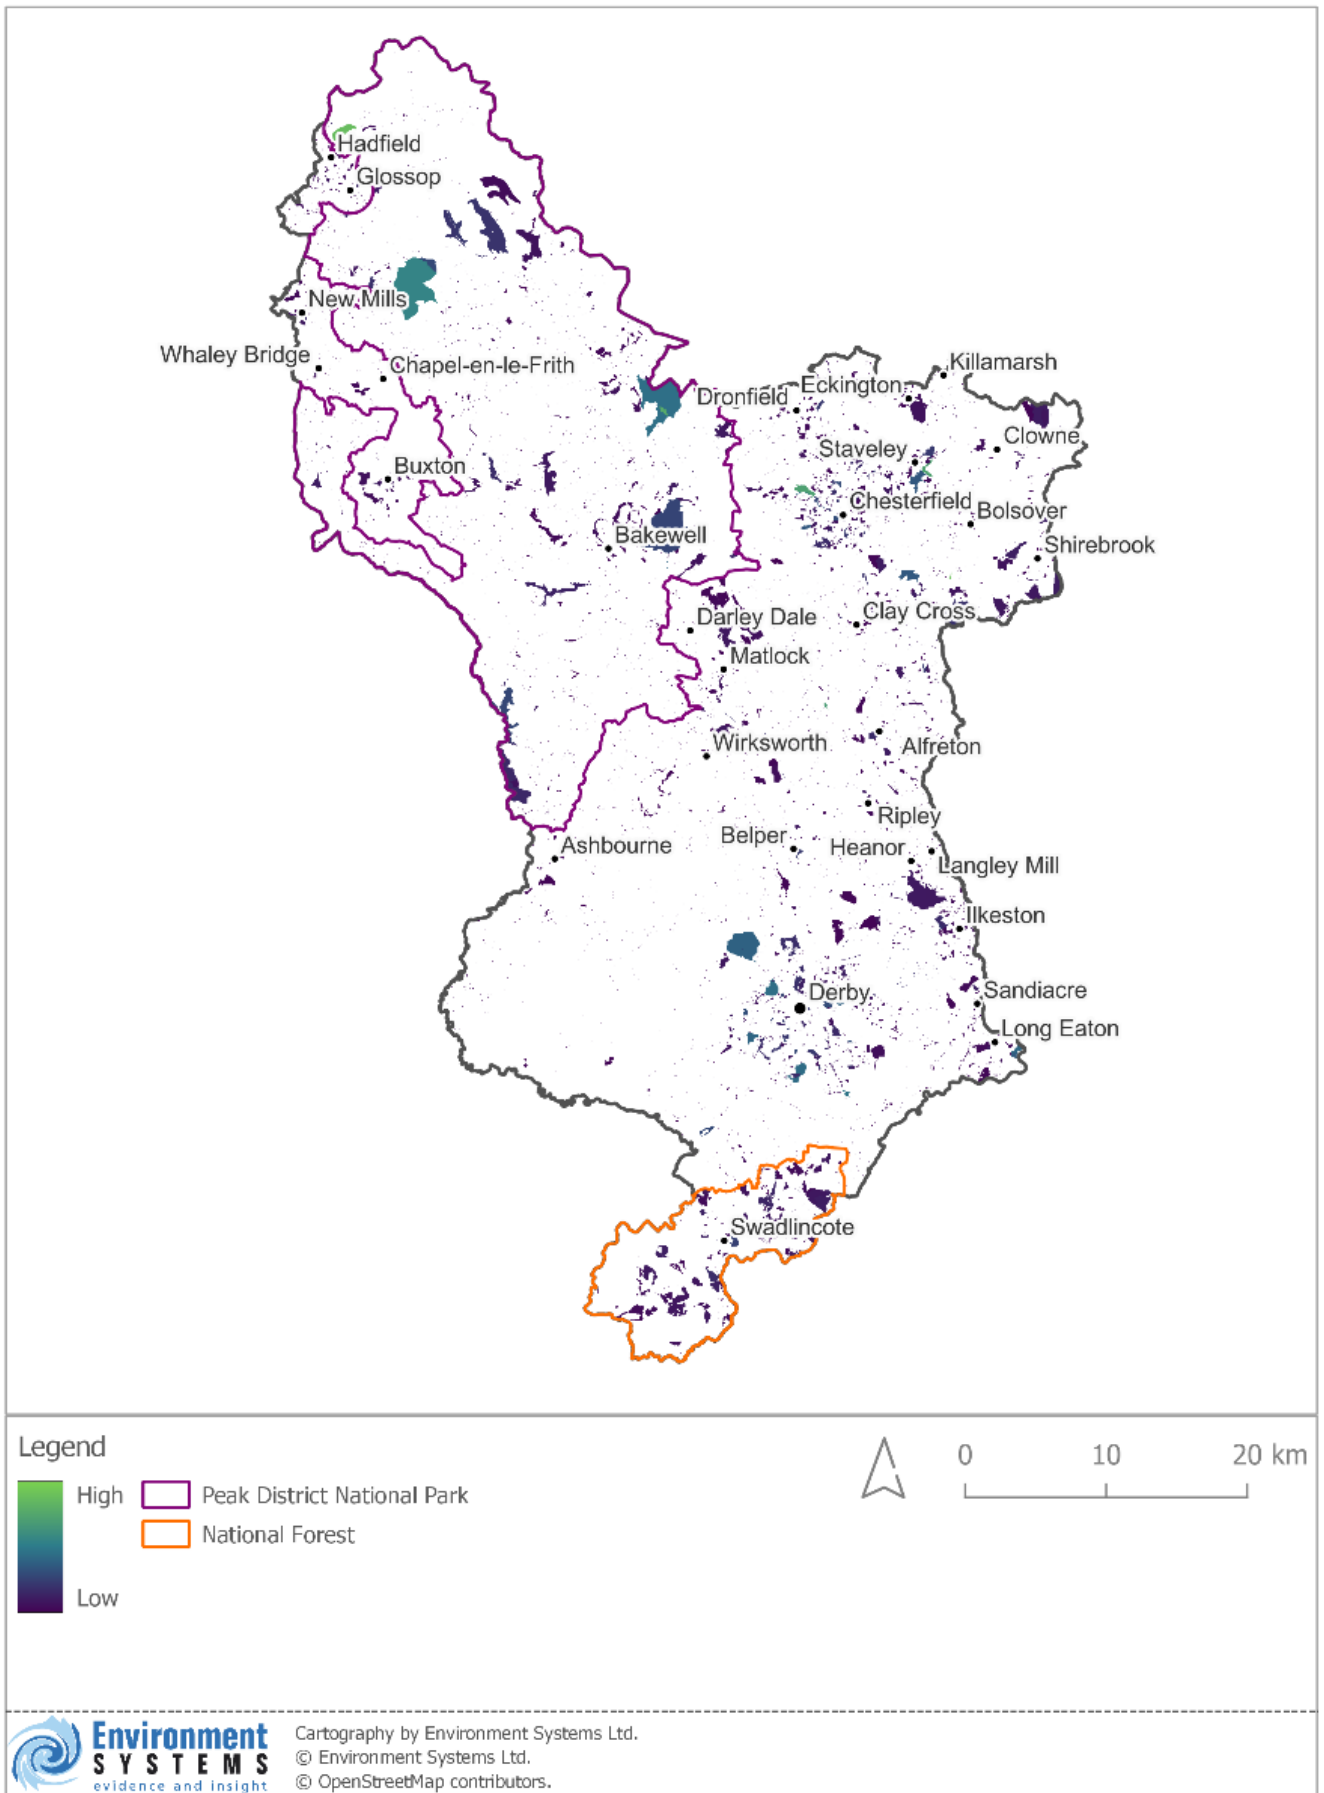 Hadfield
Glossop
New Mills
Whaley Bridge
Chapel-en-le-Frith
Killamarsh
Eckington
Dronfield
Clowne
Staveley
Buxton
Chesterfield
Bolsover
Bakewell
Shirebrook
Clay Cross
Darley Dale
Matlock
Wirksworth
Alfreton
Ripley
Belper
Heanor
Ashbourne
Langley Mill
Ilkeston
Sandiacre
Derby
Long Eaton
Swadlincote
Legend
High
Low
Peak District National Park
National Forest
0 10 20 km
Environment
SYSTEMS
evidence and insight
Cartography by Environment Systems Ltd.
© Environment Systems Ltd.
© OpenStreetMap contributors.